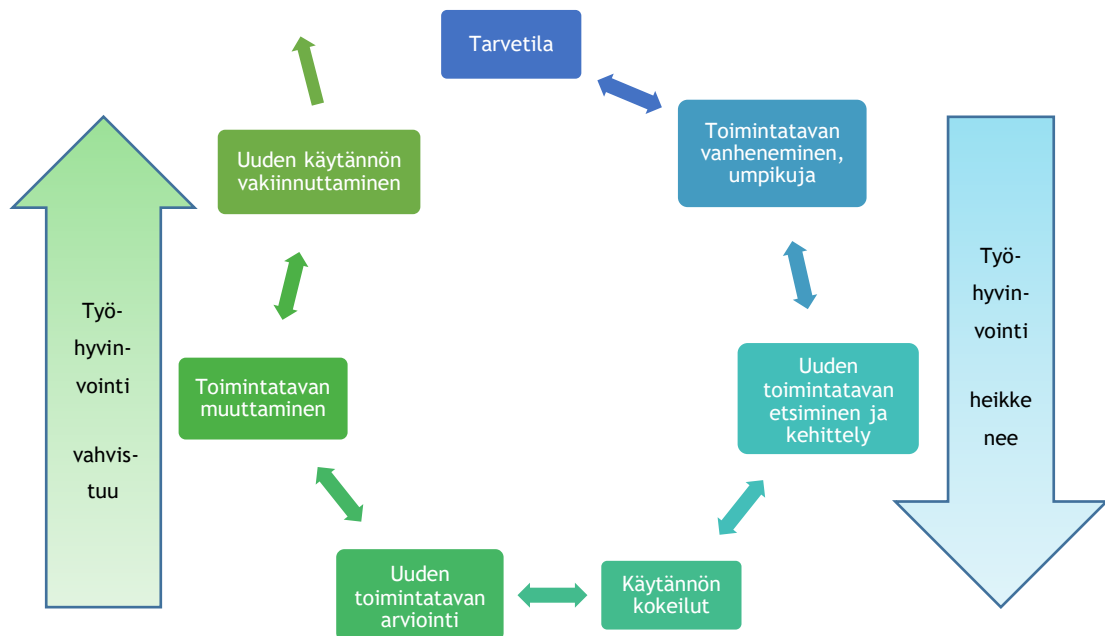 Tarvetila
Toimintatavan
vanheneminen,
umpikuja
Uuden
toimintatavan
etsiminen ja
kehittely
Käytännön
kokeilut
Uuden
toimintatavan
arviointi
Toimintatavan
muuttaminen
Uuden käytännön
vakiinnuttaminen
Työ-
hyvin-
vointi
vahvis-
tuu
Työ-
hyvin-
vointi
heikke
nee